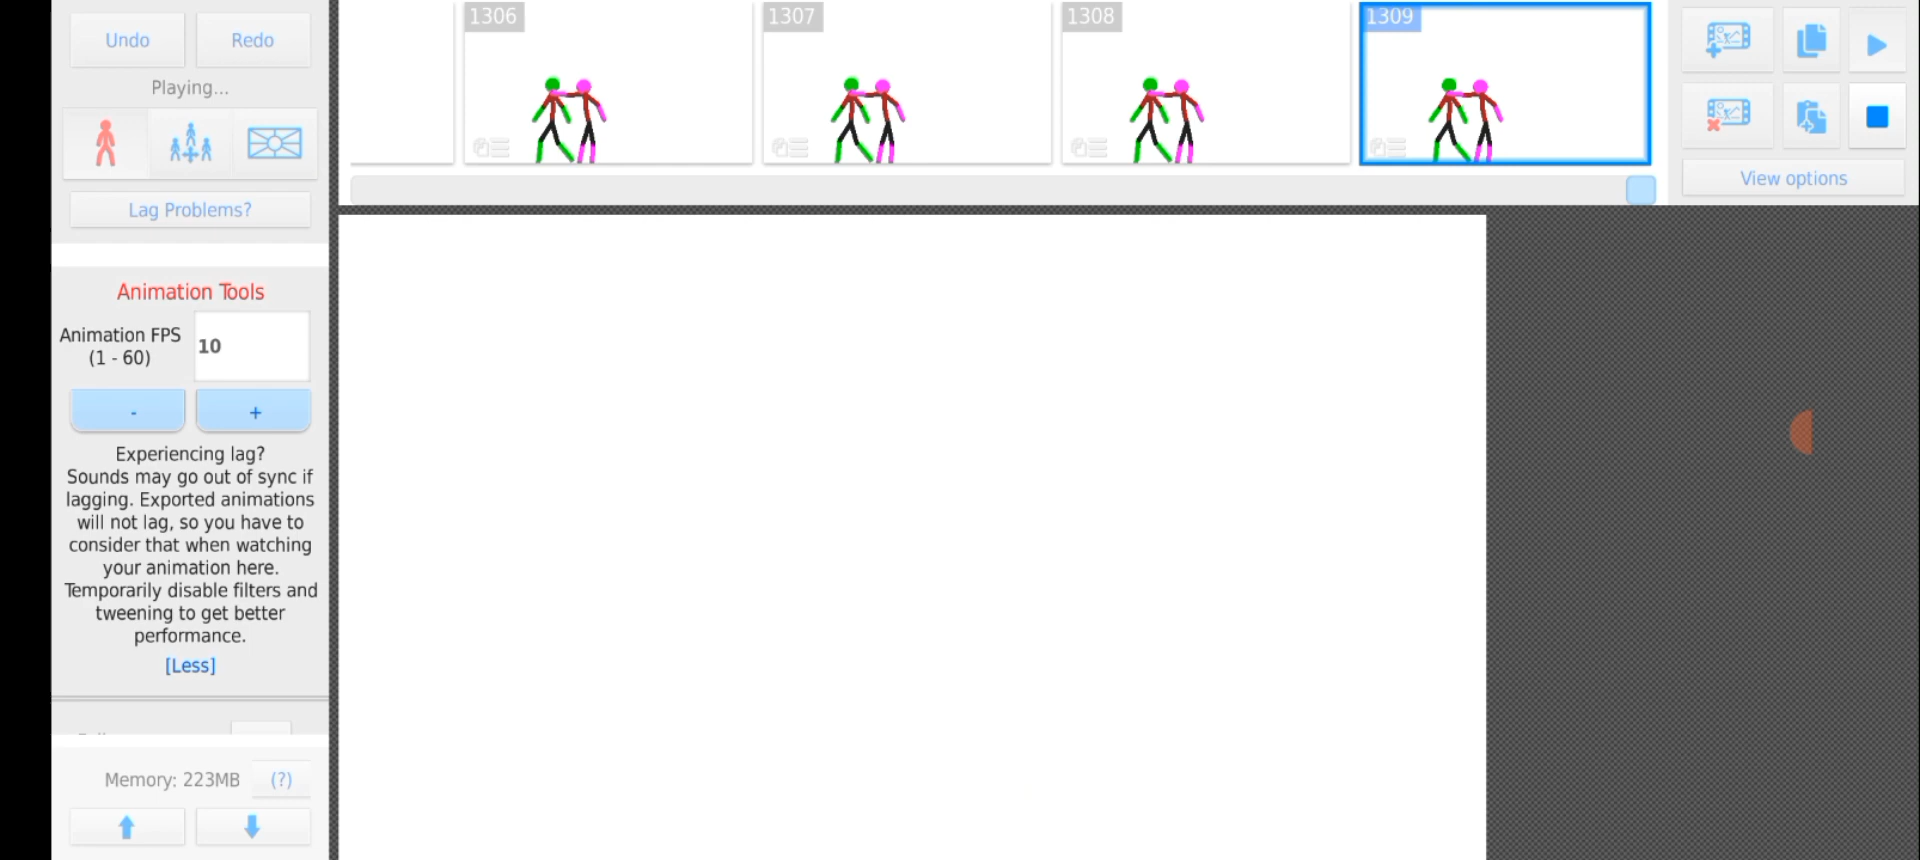 Undo
Redo
Playing...
Lag Problems?
1306
1307
1308
1309
View options
Animation Tools
Animation FPS
(1 - 60)
10
-
+
Experiencing lag?
Sounds may go out of sync if
lagging. Exported animations
will not lag, so you have to
consider that when watching
your animation here.
Temporarily disable filters and
tweening to get better
performance.
[Less]
Memory: 223MB
(?)